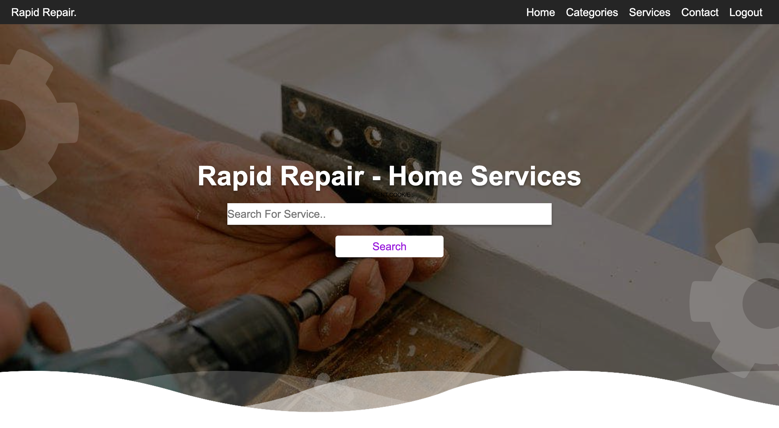 Rapid Repair.
Home Categories Services Contact Logout
Rapid Repair - Home Services
Search For Service..
Search